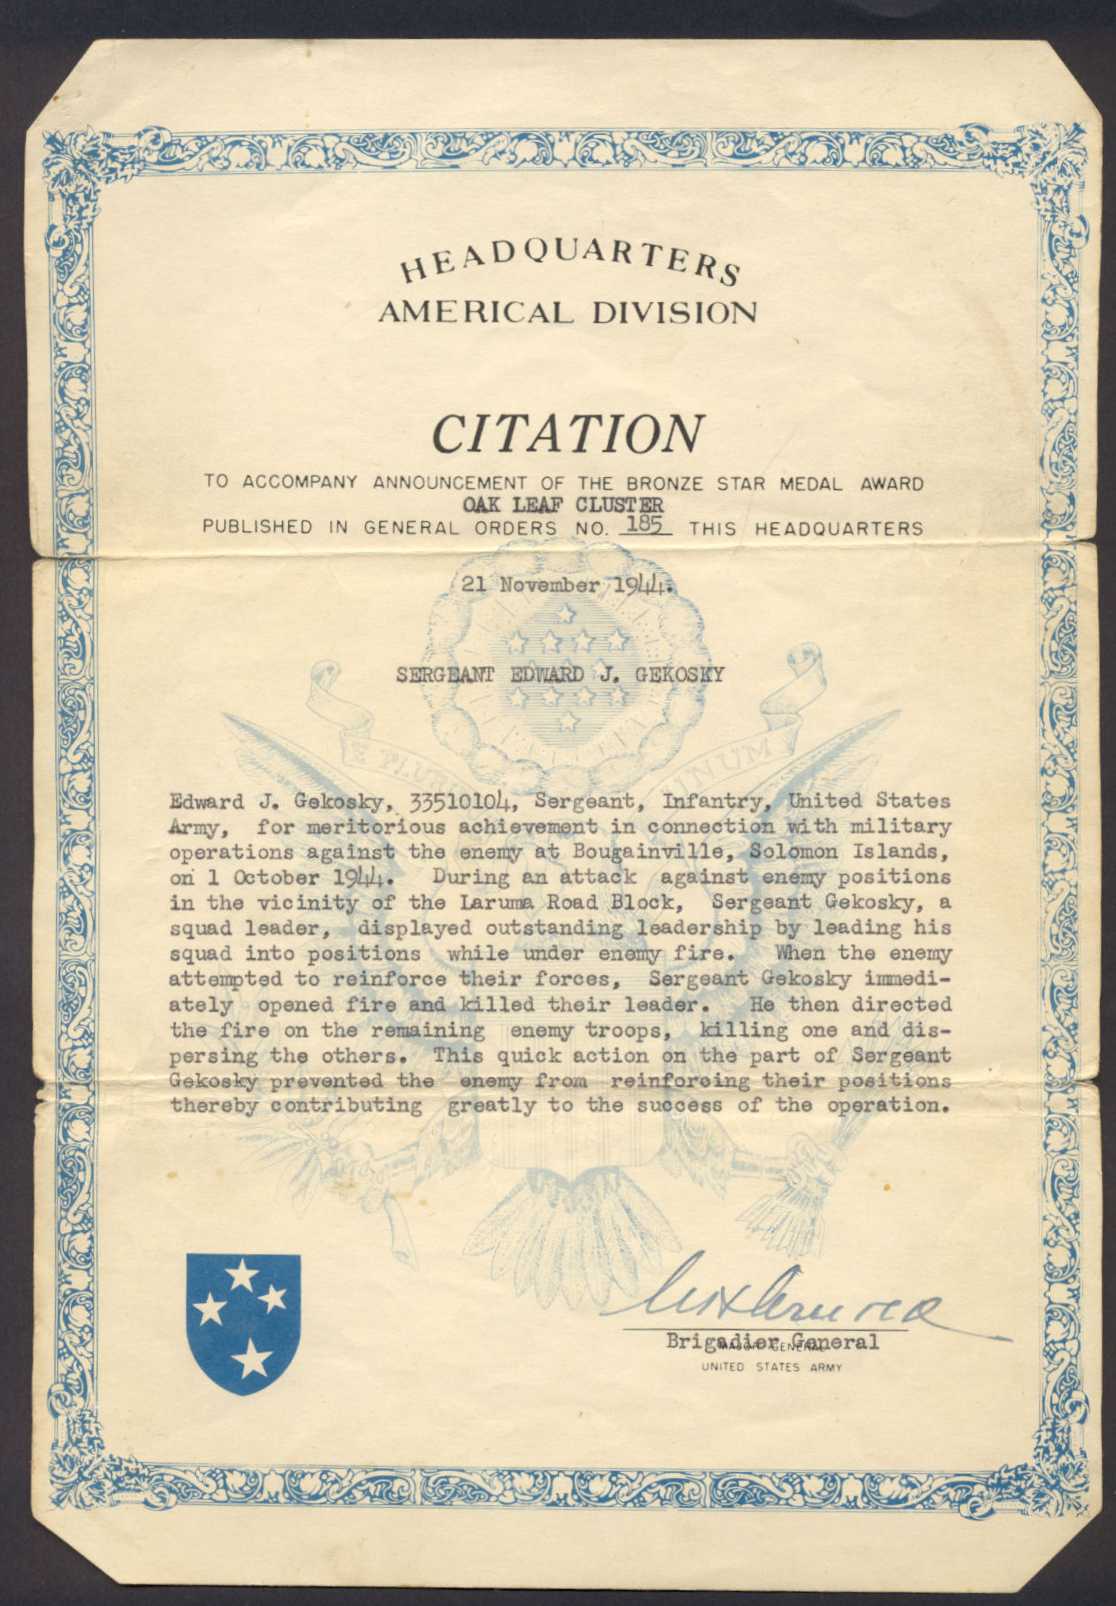 HEADQUARTERS
AMERICAL DIVISION
CITATION
TO ACCOMPANY ANNOUNCEMENT OF THE BRONZE STAR MEDAL AWARD
OAK LEAF CLUSTER
PUBLISHED IN GENERAL ORDERS NO. 185 THIS HEADQUARTERS
21 November 1944.
SERGEANT EDWARD J. GEKOSKY
E PLURIBUS UNUM
Edward J. Gekosky, 33510104, Sergeant, Infantry, United States
Army, for meritorious achievement in connection with military
operations against the enemy at Bougainville, Solomon Islands,
on 1 October 1944. During an attack against enemy positions
in the vicinity of the Laruma Road Block, Sergeant Gekosky, a
squad leader, displayed outstanding leadership by leading his
squad into positions while under enemy fire. When the enemy
attempted to reinforce their forces, Sergeant Gekosky immedi-
ately opened fire and killed their leader. He then directed
the fire on the remaining enemy troops, killing one and dis-
persing the others. This quick action on the part of Sergeant
Gekosky prevented the enemy from reinforcing their positions
thereby contributing greatly to the success of the operation.
Brigadier General
MAJOR GENERAL
UNITED STATES ARMY